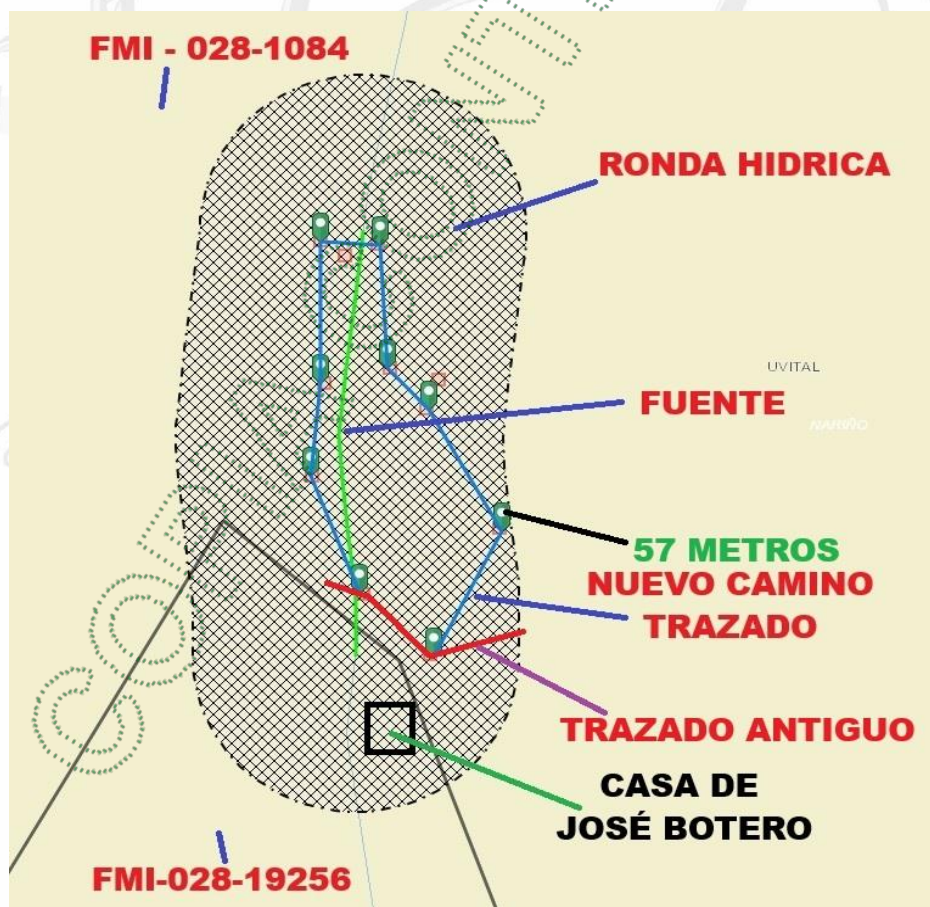 FMI - 028-1084
RONDA HIDRICA
UVITAL
FUENTE
NARIÑO
57 METROS
NUEVO CAMINO
TRAZADO
TRAZADO ANTIGUO
CASA DE
JOSÉ BOTERO
FMI-028-19256